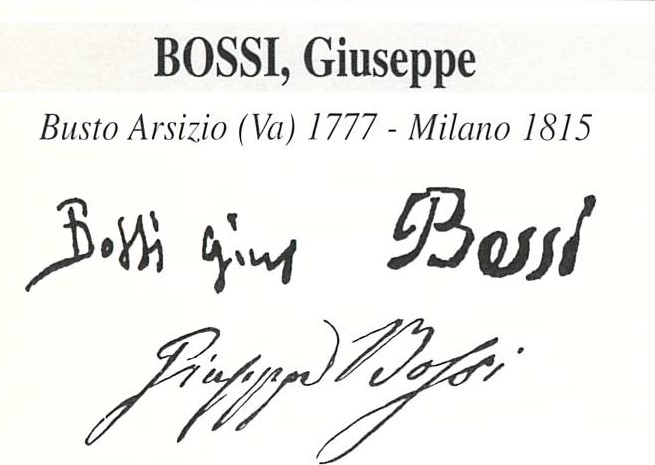 BOSSI, Giuseppe
Busto Arsizio (Va) 1777 - Milano 1815
Bossi Gius Bossi
Giuseppe Bossi